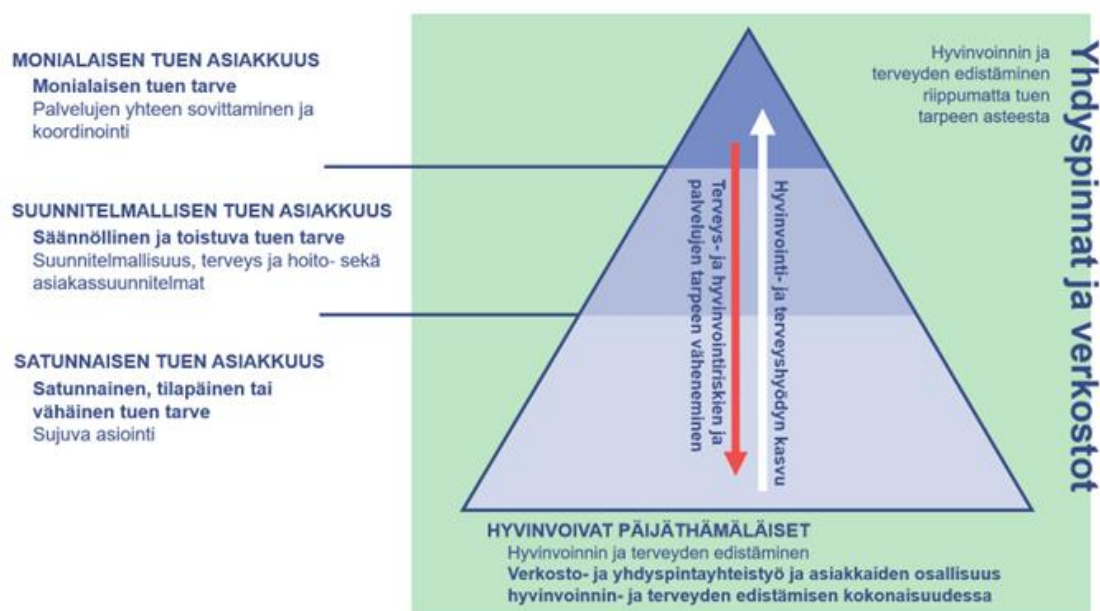 MONIALAISEN TUEN ASIAKKUUS
Monialaisen tuen tarve
Palvelujen yhteen sovittaminen ja
koordinointi
SUUNNITELMALLISEN TUEN ASIAKKUUS
Säännöllinen ja toistuva tuen tarve
Suunnitelmallisuus, terveys ja hoito- sekä
asiakassuunnitelmat
SATUNNAISEN TUEN ASIAKKUUS
Satunnainen, tilapäinen tai
vähäinen tuen tarve
Sujuva asiointi
Terveys- ja hyvinvointiriskien ja
palvelujen tarpeen väheneminen
Hyvinvointi- ja terveyshyödyn kasvu
Hyvinvoinnin ja
terveyden edistäminen
riippumatta tuen
tarpeen asteesta
Yhdyspinnat ja verkostot
HYVINVOIVAT PÄIJÄTHÄMÄLÄISET
Hyvinvoinnin ja terveyden edistäminen
Verkosto- ja yhdyspintayhteistyö ja asiakkaiden osallisuus
hyvinvoinnin- ja terveyden edistämisen kokonaisuudessa